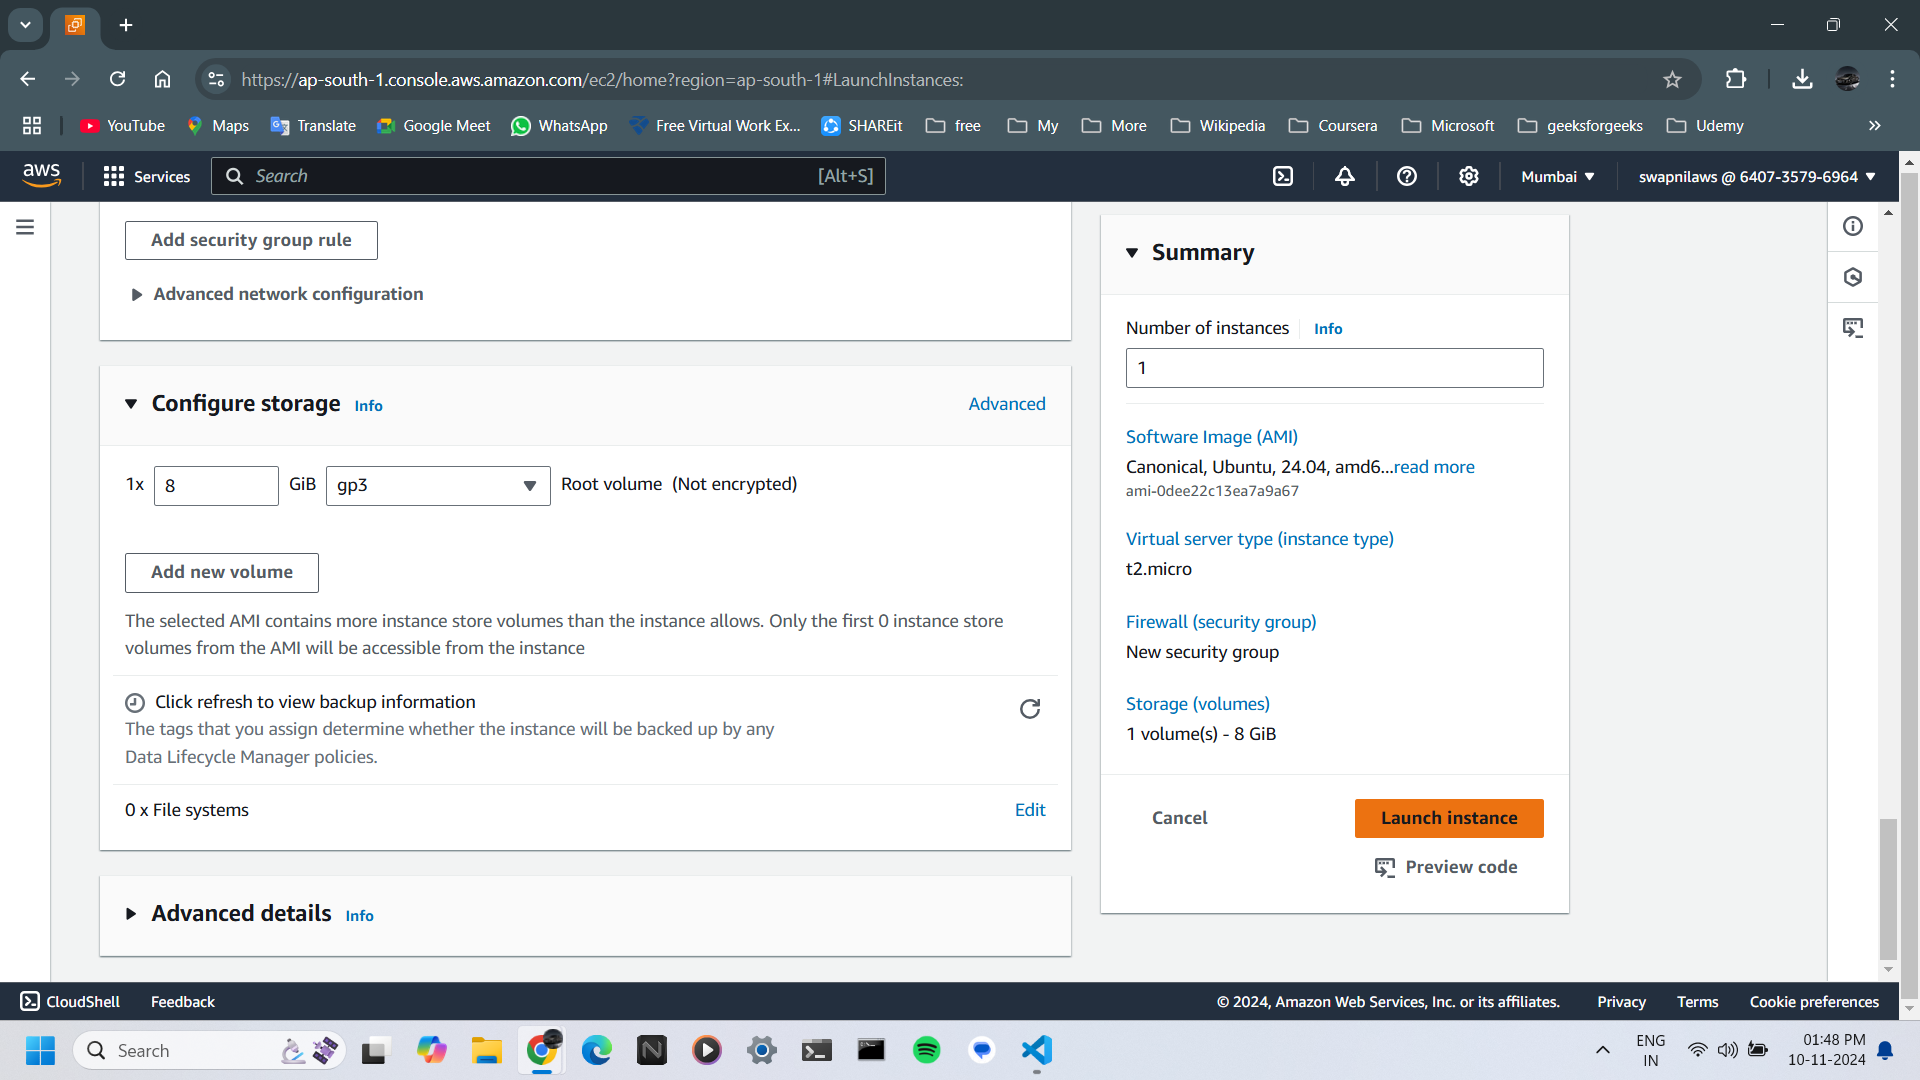 https://ap-south-1.console.aws.amazon.com/ec2/home?region=ap-south-1#LaunchInstances:
YouTube Maps Translate Google Meet WhatsApp Free Virtual Work Ex... SHAREit free My More Wikipedia Coursera Microsoft geeksforgeeks Udemy
aws Services Search [Alt+S] Mumbai swapnilaws @ 6407-3579-6964
Add security group rule
Advanced network configuration
Configure storage Info Advanced
1x 8 GiB gp3 Root volume (Not encrypted)
Add new volume
The selected AMI contains more instance store volumes than the instance allows. Only the first 0 instance store
volumes from the AMI will be accessible from the instance
Click refresh to view backup information
The tags that you assign determine whether the instance will be backed up by any
Data Lifecycle Manager policies.
0 x File systems Edit
Advanced details Info
Summary
Number of instances Info
1
Software Image (AMI)
Canonical, Ubuntu, 24.04, amd6...read more
ami-0dee22c13ea7a9a67
Virtual server type (instance type)
t2.micro
Firewall (security group)
New security group
Storage (volumes)
1 volume(s) - 8 GiB
Cancel Launch instance
Preview code
CloudShell Feedback © 2024, Amazon Web Services, Inc. or its affiliates. Privacy Terms Cookie preferences
Search
ENG
IN
01:48 PM
10-11-2024